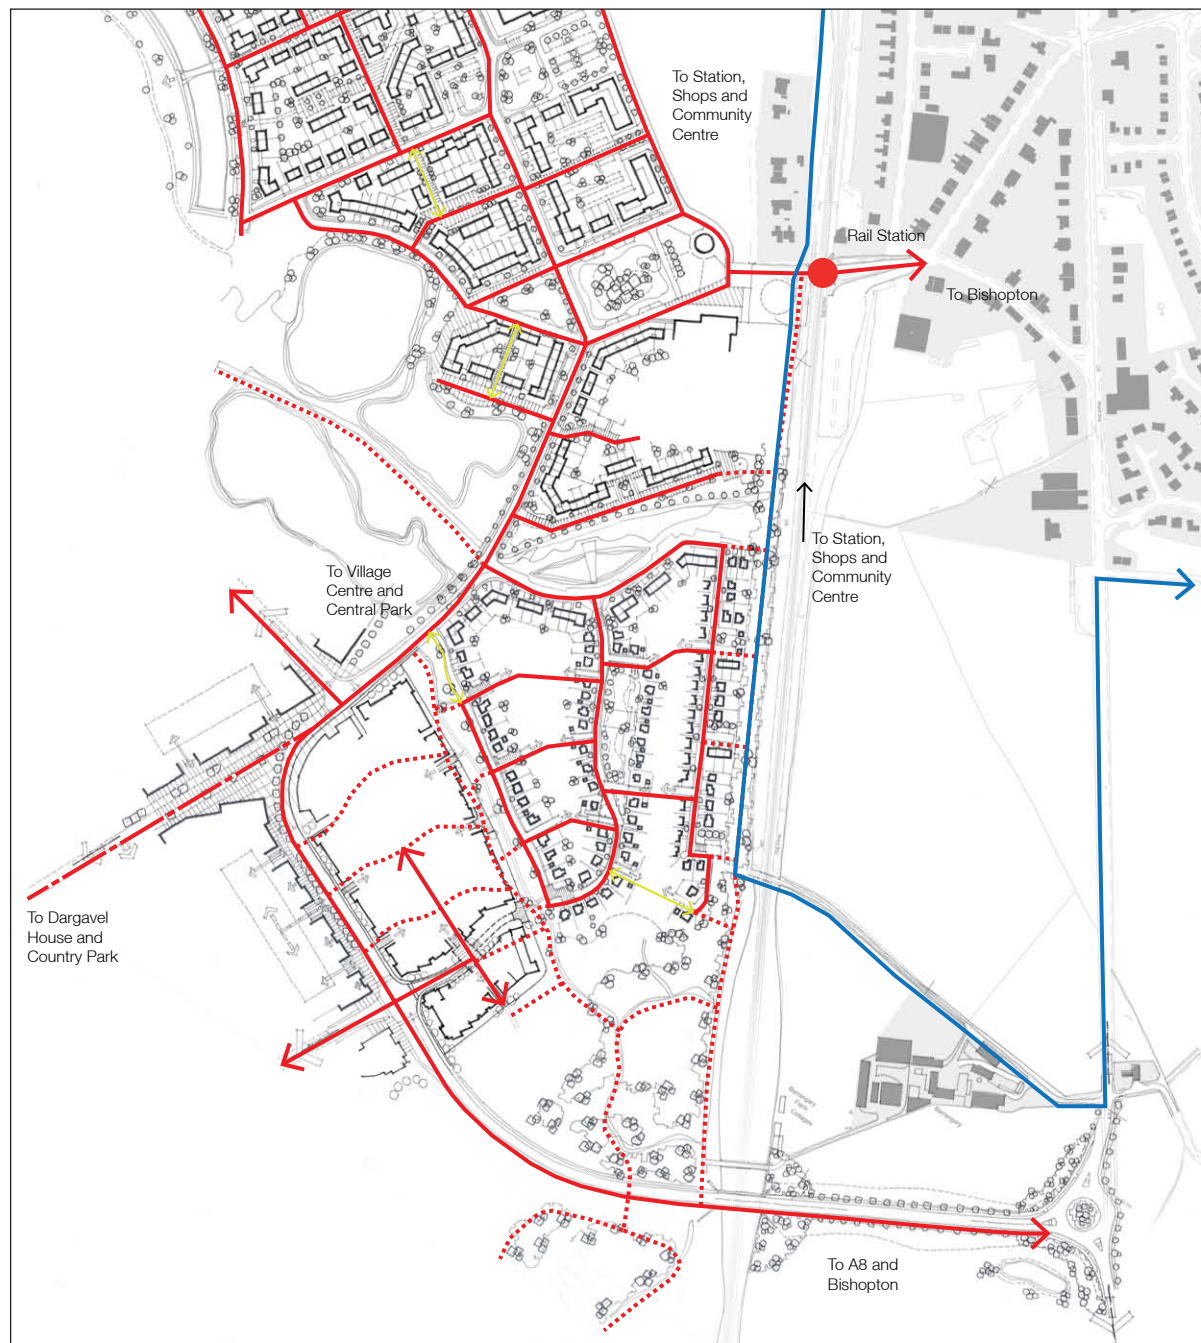 To Station,
Shops and
Community
Centre
Rail Station
To Bishopton
To Station,
Shops and
Community
Centre
To Village
Centre and
Central Park
To Dargavel
House and
Country Park
To A8 and
Bishopton